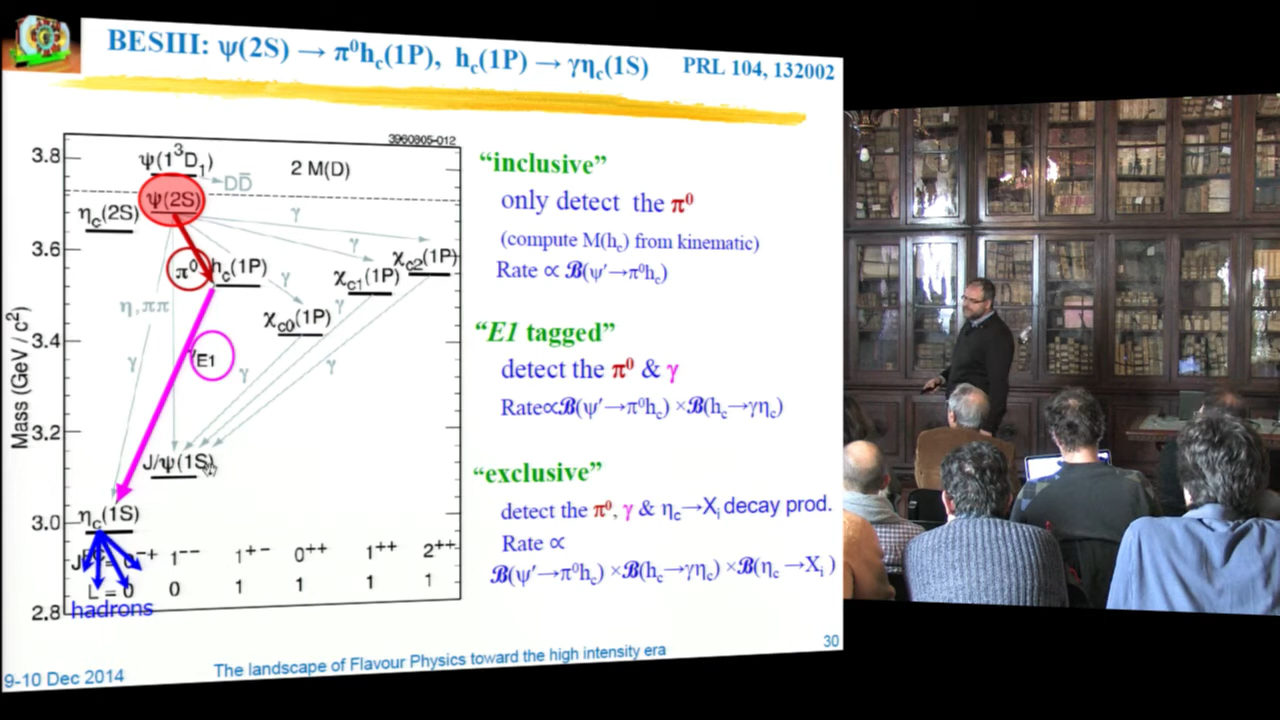 BESIII: ψ(2S) → π⁰h_c(1P), h_c(1P) → γη_c(1S) PRL 104, 132002
3960805-012
3.8
ψ(1³D₁)
2 M(D)
DD̄
ψ(2S)
η_c(2S)
γ
3.6
γ
χ_c2(1P)
π⁰
h_c(1P)
γ
χ_c1(1P)
η,ππ
γ
χ_c0(1P)
3.4
γ
γE1
γ
γ
3.2
J/ψ(1S)
η_c(1S)
3.0
1⁻⁻ 1⁺⁻ 0⁺⁺ 1⁺⁺ 2⁺⁺
L = 0 0 1 1 1 1
2.8
hadrons
Mass (GeV / c²)
“inclusive”
only detect the π⁰
(compute M(h_c) from kinematic)
Rate ∝ ℬ(ψ′→π⁰h_c)
“E1 tagged”
detect the π⁰ & γ
Rate∝ℬ(ψ′→π⁰h_c) ×ℬ(h_c→γη_c)
“exclusive”
detect the π⁰, γ & η_c→X_i decay prod.
Rate ∝
ℬ(ψ′→π⁰h_c) ×ℬ(h_c→γη_c) ×ℬ(η_c →X_i )
9-10 Dec 2014
The landscape of Flavour Physics toward the high intensity era
30